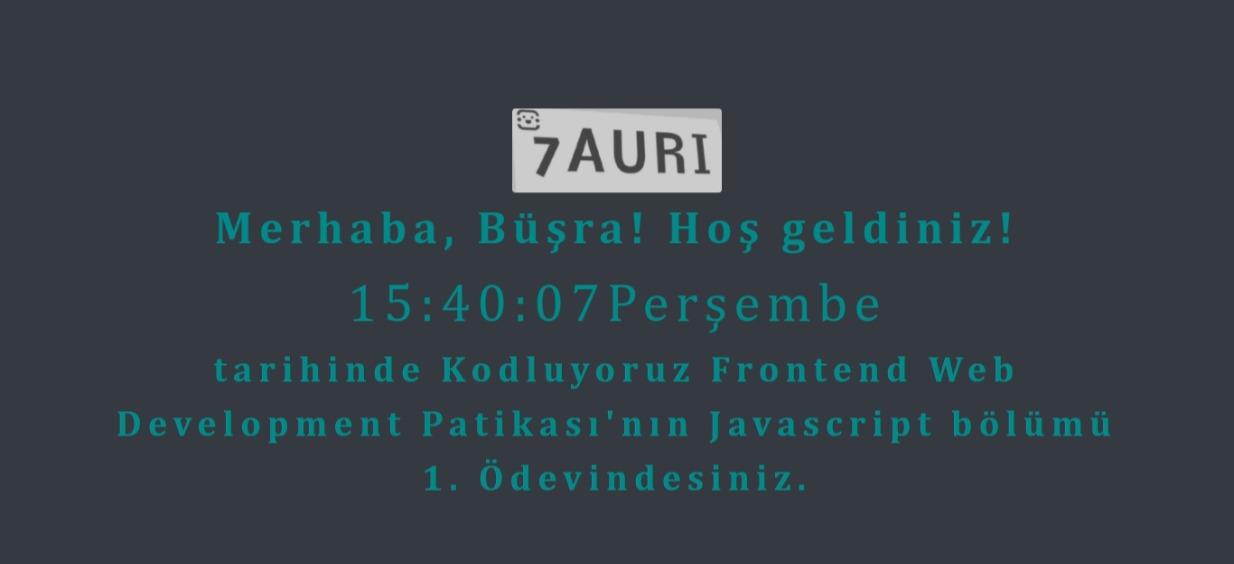 7AURI
Merhaba, Büşra! Hoş geldiniz!
15:40:07Perşembe
tarihinde Kodluyoruz Frontend Web
Development Patikası'nın Javascript bölümü
1. Ödevindesiniz.